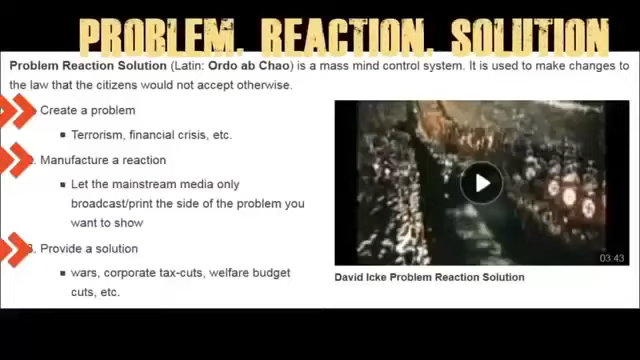 PROBLEM. REACTION. SOLUTION
Problem Reaction Solution (Latin: Ordo ab Chao) is a mass mind control system. It is used to make changes to
the law that the citizens would not accept otherwise.
Create a problem
Terrorism, financial crisis, etc.
Manufacture a reaction
Let the mainstream media only
broadcast/print the side of the problem you
want to show
3. Provide a solution
wars, corporate tax-cuts, welfare budget
cuts, etc.
03:43
David Icke Problem Reaction Solution